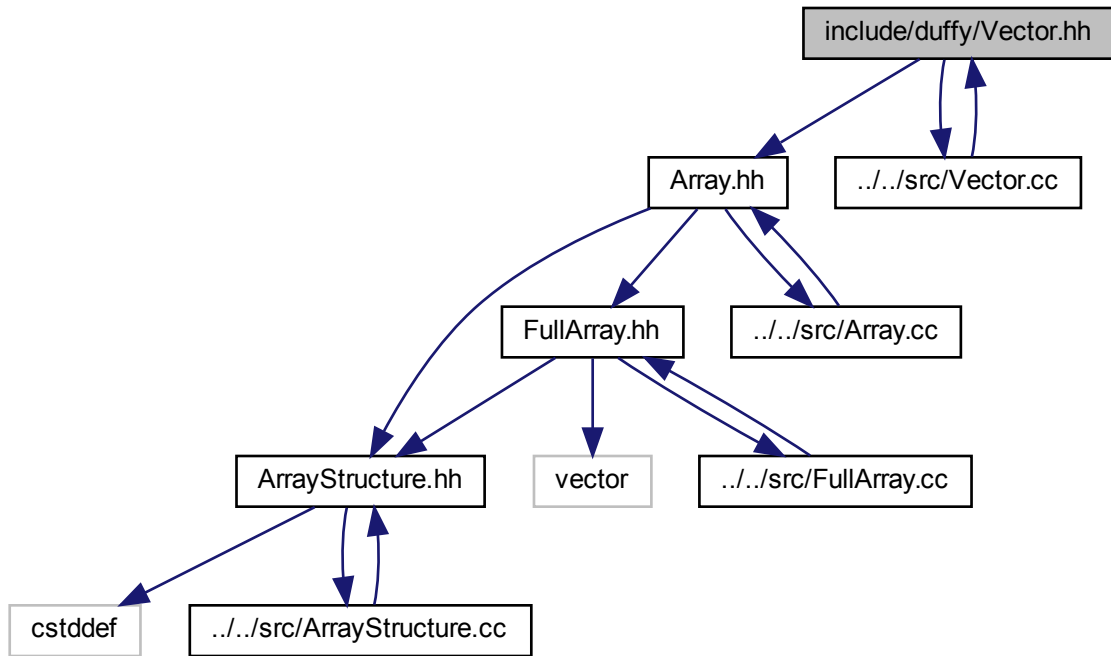 include/duffy/Vector.hh
Array.hh
../../src/Vector.cc
FullArray.hh
../../src/Array.cc
ArrayStructure.hh
vector
../../src/FullArray.cc
cstddef
../../src/ArrayStructure.cc